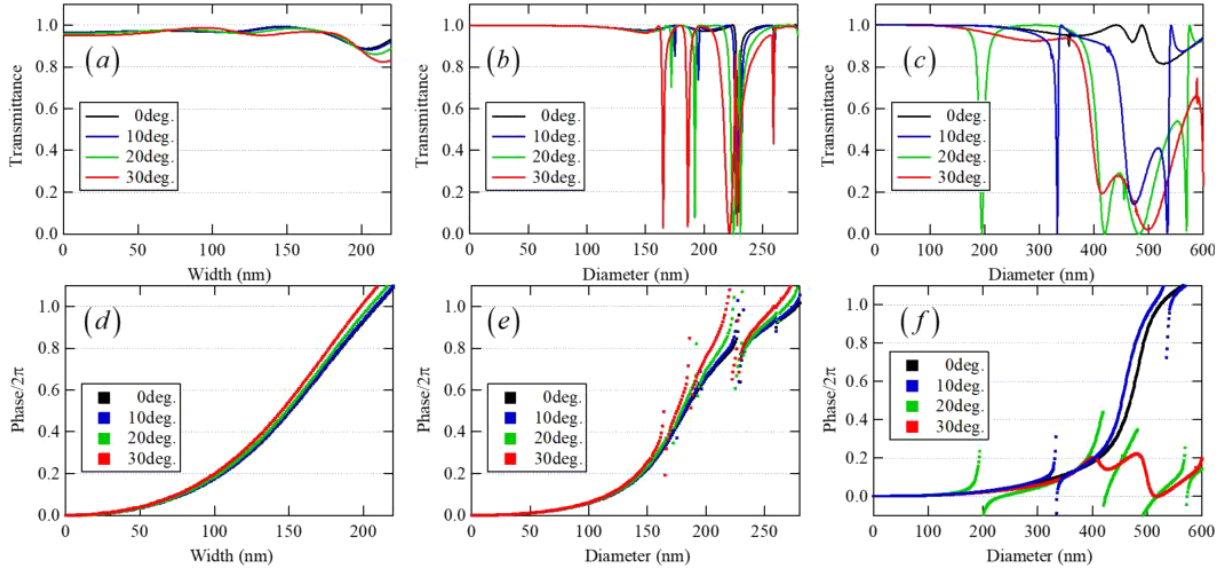 (a)
Transmittance
1.0
0.8
0.6
0.4
0.2
0.0
0deg.
10deg.
20deg.
30deg.
0 50 100 150 200
Width (nm)
(b)
Transmittance
1.0
0.8
0.6
0.4
0.2
0.0
0deg.
10deg.
20deg.
30deg.
0 50 100 150 200 250
Diameter (nm)
(c)
Transmittance
1.0
0.8
0.6
0.4
0.2
0.0
0deg.
10deg.
20deg.
30deg.
0 100 200 300 400 500 600
Diameter (nm)
(d)
Phase/2π
1.0
0.8
0.6
0.4
0.2
0.0
0deg.
10deg.
20deg.
30deg.
0 50 100 150 200
Width (nm)
(e)
Phase/2π
1.0
0.8
0.6
0.4
0.2
0.0
0deg.
10deg.
20deg.
30deg.
0 50 100 150 200 250
Diameter (nm)
(f)
Phase/2π
1.0
0.8
0.6
0.4
0.2
0.0
0deg.
10deg.
20deg.
30deg.
0 100 200 300 400 500 600
Diameter (nm)